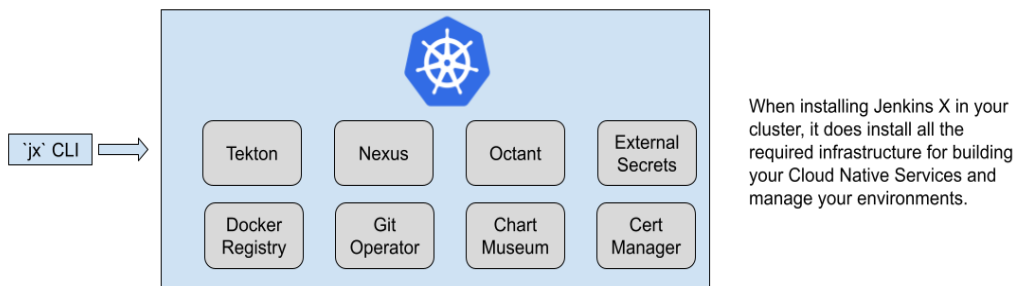 `jx` CLI
Tekton
Nexus
Octant
External
Secrets
Docker
Registry
Git
Operator
Chart
Museum
Cert
Manager
When installing Jenkins X in your
cluster, it does install all the
required infrastructure for building
your Cloud Native Services and
manage your environments.